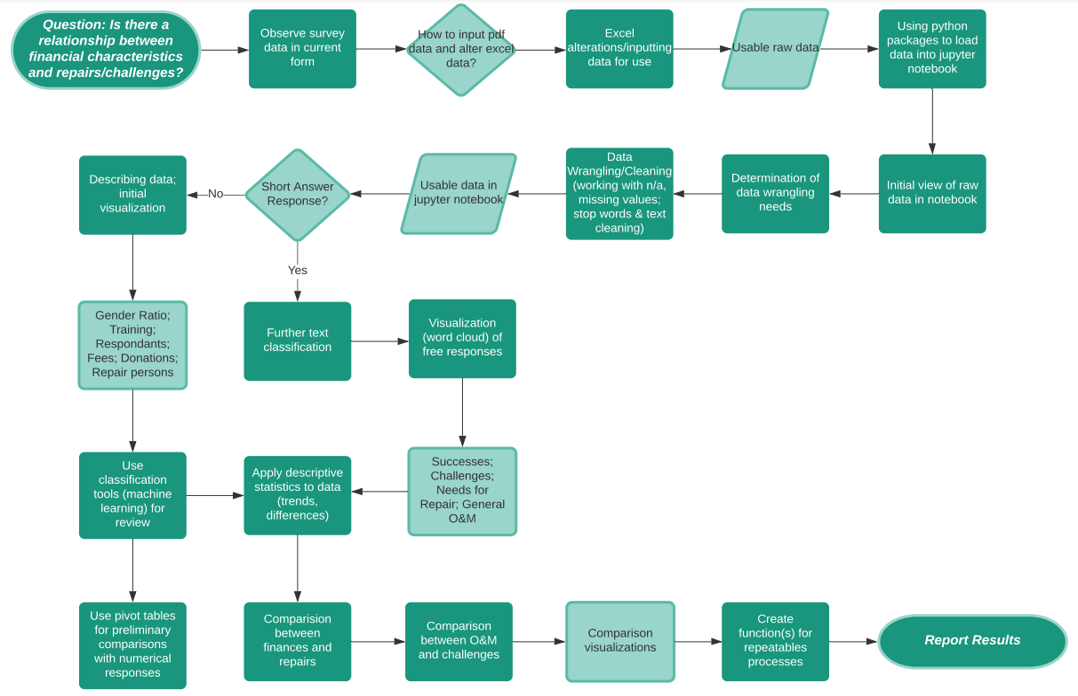 Question: Is there a
relationship between
financial characteristics
and repairs/challenges?
Observe survey
data in current
form
How to input pdf
data and alter excel
data?
Excel
alterations/inputting
data for use
Usable raw data
Using python
packages to load
data into jupyter
notebook
Describing data;
initial
visualization
No
Short Answer
Response?
Usable data in
jupyter notebook
Data
Wrangling/Cleaning
(working with n/a,
missing values;
stop words & text
cleaning)
Determination of
data wrangling
needs
Initial view of raw
data in notebook
Yes
Gender Ratio;
Training;
Respondants;
Fees; Donations;
Repair persons
Further text
classification
Visualization
(word cloud) of
free responses
Use
classification
tools (machine
learning) for
review
Apply descriptive
statistics to data
(trends,
differences)
Successes;
Challenges;
Needs for
Repair; General
O&M
Use pivot tables
for preliminary
comparisons
with numerical
responses
Comparision
between
finances and
repairs
Comparison
between O&M
and challenges
Comparison
visualizations
Create
function(s) for
repeatables
processes
Report Results